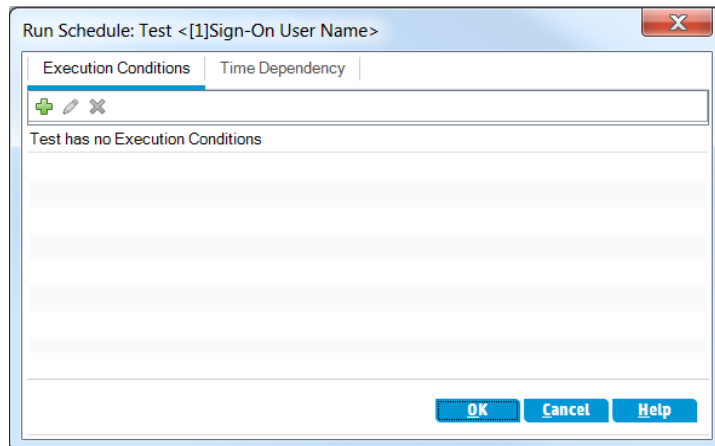 Run Schedule: Test <[1]Sign-On User Name>
Execution Conditions Time Dependency
Test has no Execution Conditions
OK Cancel Help